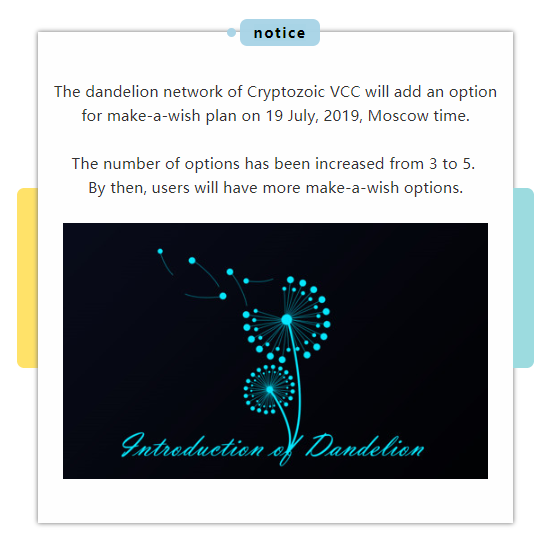 notice
The dandelion network of Cryptozoic VCC will add an option
for make-a-wish plan on 19 July, 2019, Moscow time.
The number of options has been increased from 3 to 5.
By then, users will have more make-a-wish options.
Introduction of Dandelion